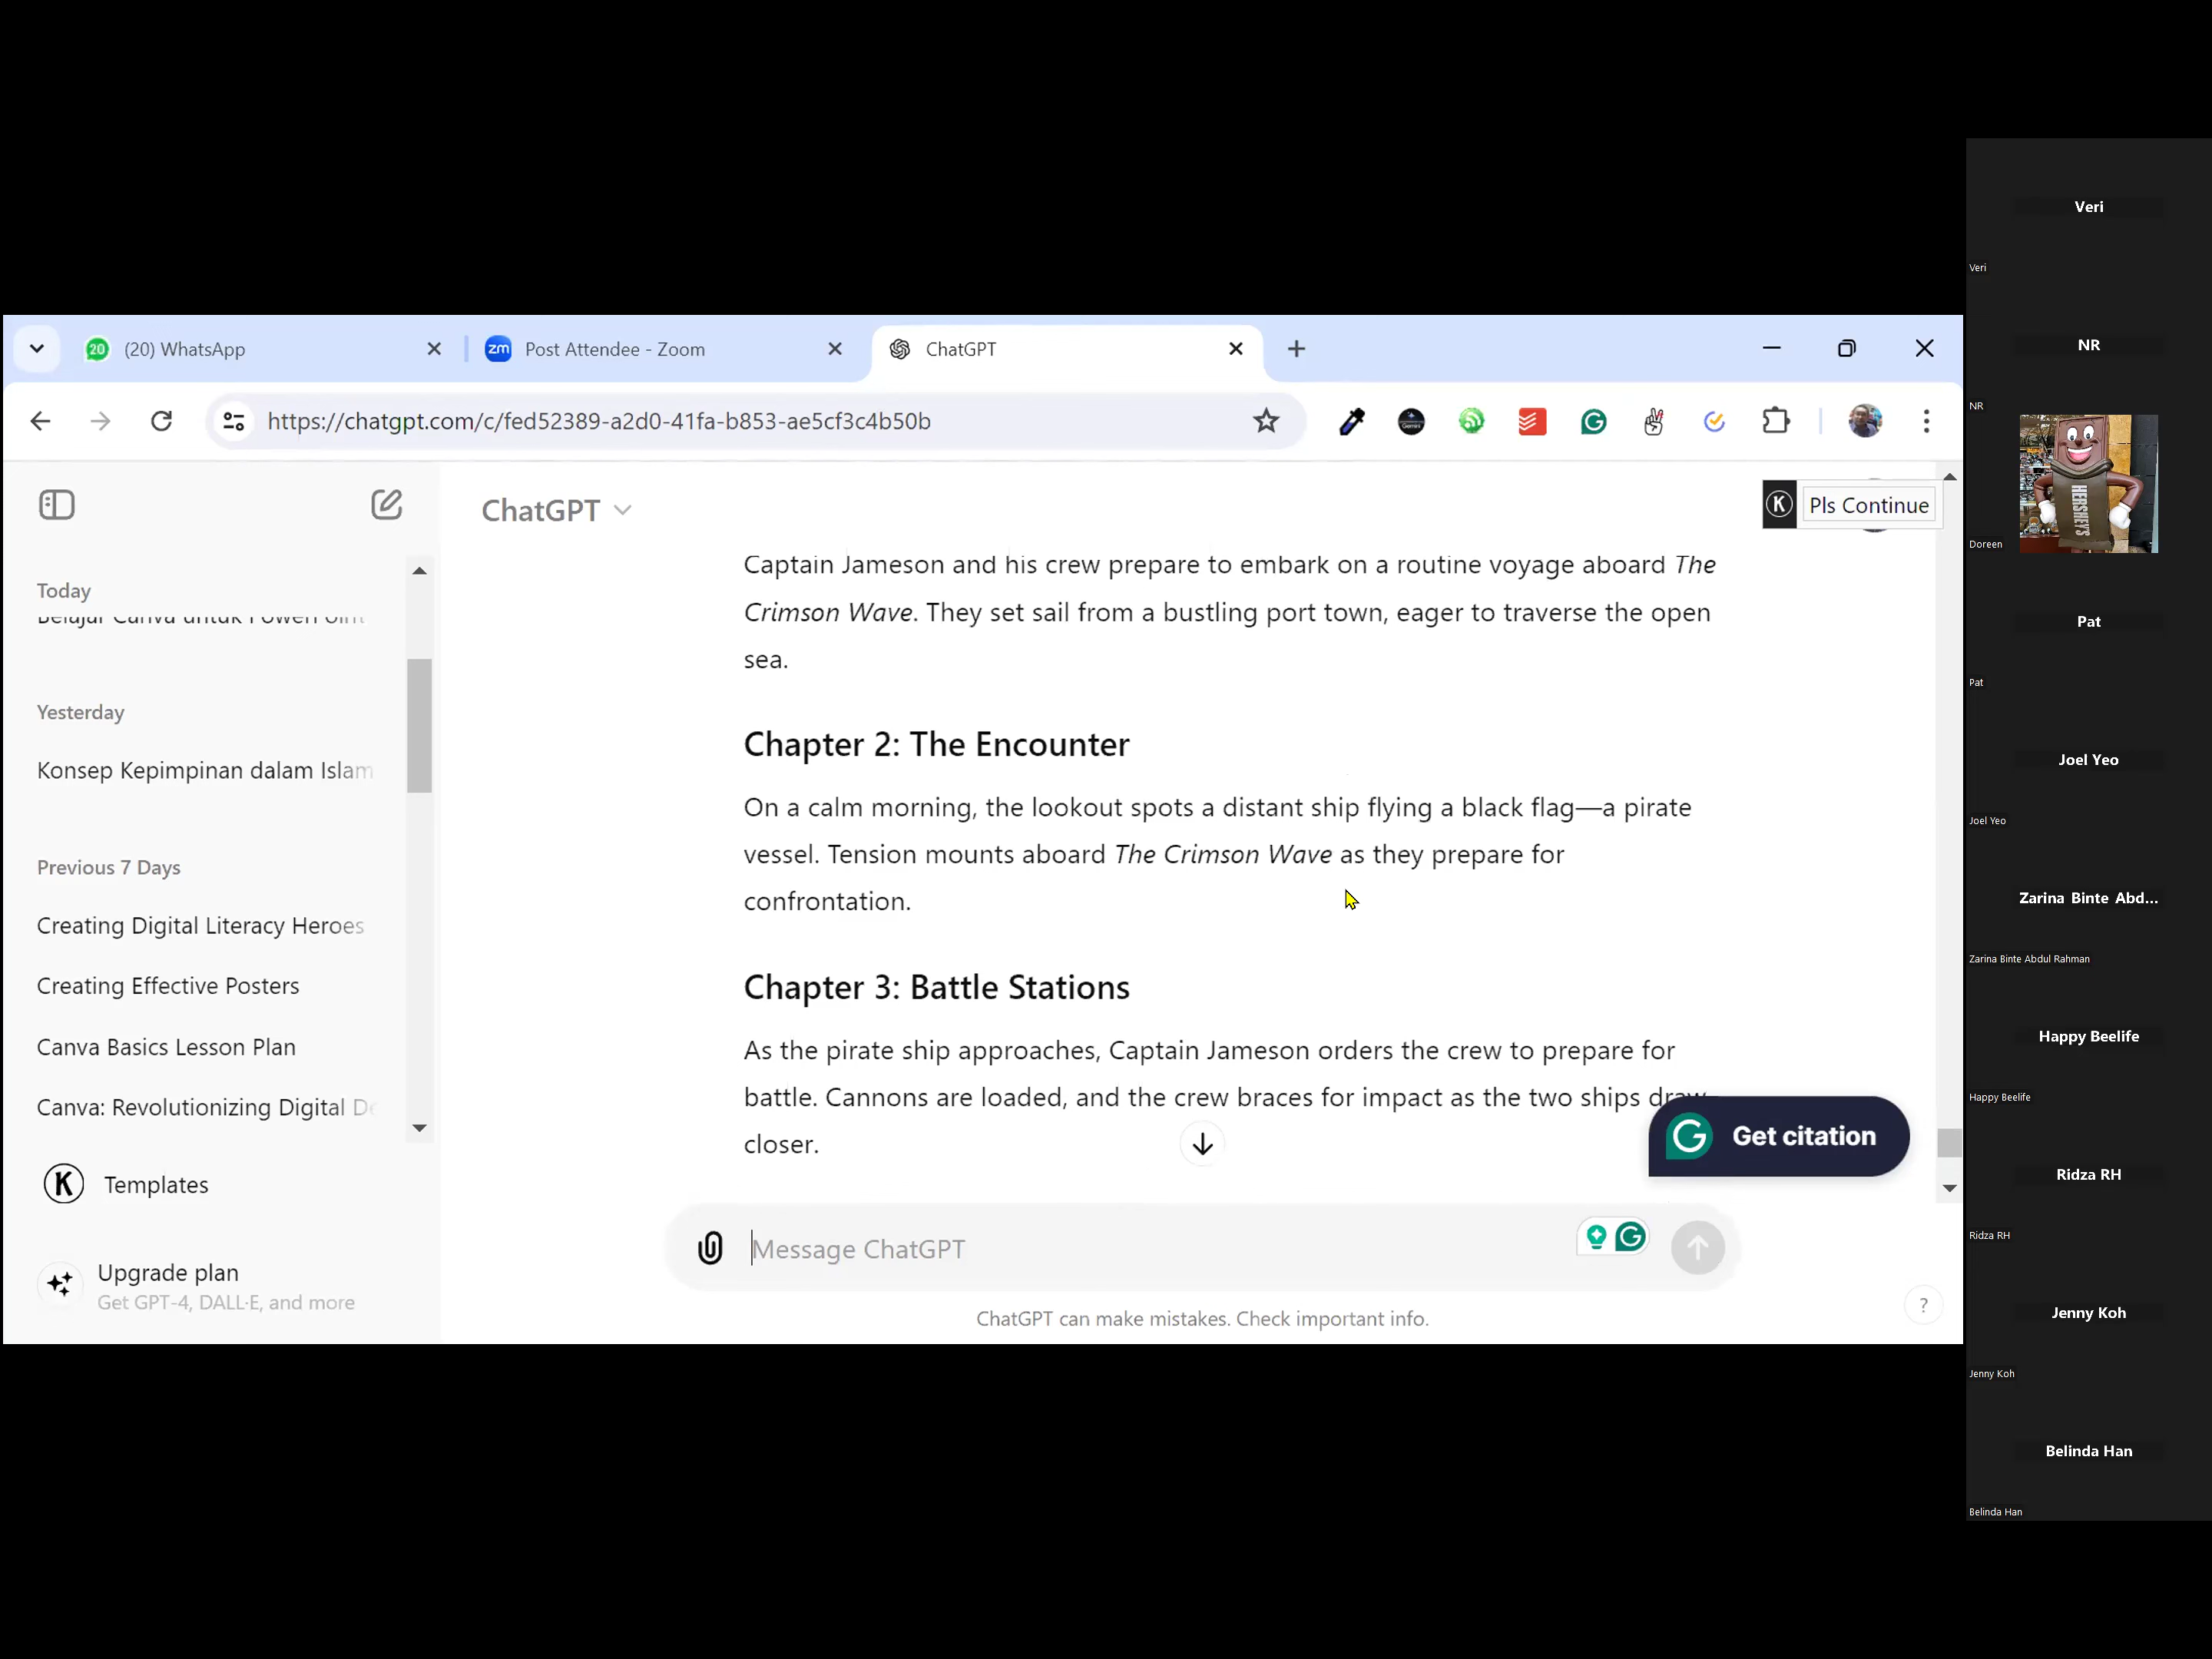 20 (20) WhatsApp
zm Post Attendee - Zoom
ChatGPT
https://chatgpt.com/c/fed52389-a2d0-41fa-b853-ae5cf3c4b50b
Today
Belajar Canva untuk PowerPoint
Yesterday
Konsep Kepimpinan dalam Islam
Previous 7 Days
Creating Digital Literacy Heroes
Creating Effective Posters
Canva Basics Lesson Plan
Canva: Revolutionizing Digital De
K Templates
Upgrade plan
Get GPT-4, DALL·E, and more
ChatGPT
K Pls Continue
Captain Jameson and his crew prepare to embark on a routine voyage aboard The
Crimson Wave. They set sail from a bustling port town, eager to traverse the open
sea.
Chapter 2: The Encounter
On a calm morning, the lookout spots a distant ship flying a black flag—a pirate
vessel. Tension mounts aboard The Crimson Wave as they prepare for
confrontation.
Chapter 3: Battle Stations
As the pirate ship approaches, Captain Jameson orders the crew to prepare for
battle. Cannons are loaded, and the crew braces for impact as the two ships draw
closer.
G Get citation
Message ChatGPT
ChatGPT can make mistakes. Check important info.
?
Veri
Veri
NR
NR
HERSHEY'S
Doreen
Pat
Pat
Joel Yeo
Joel Yeo
Zarina Binte Abd...
Zarina Binte Abdul Rahman
Happy Beelife
Happy Beelife
Ridza RH
Ridza RH
Jenny Koh
Jenny Koh
Belinda Han
Belinda Han